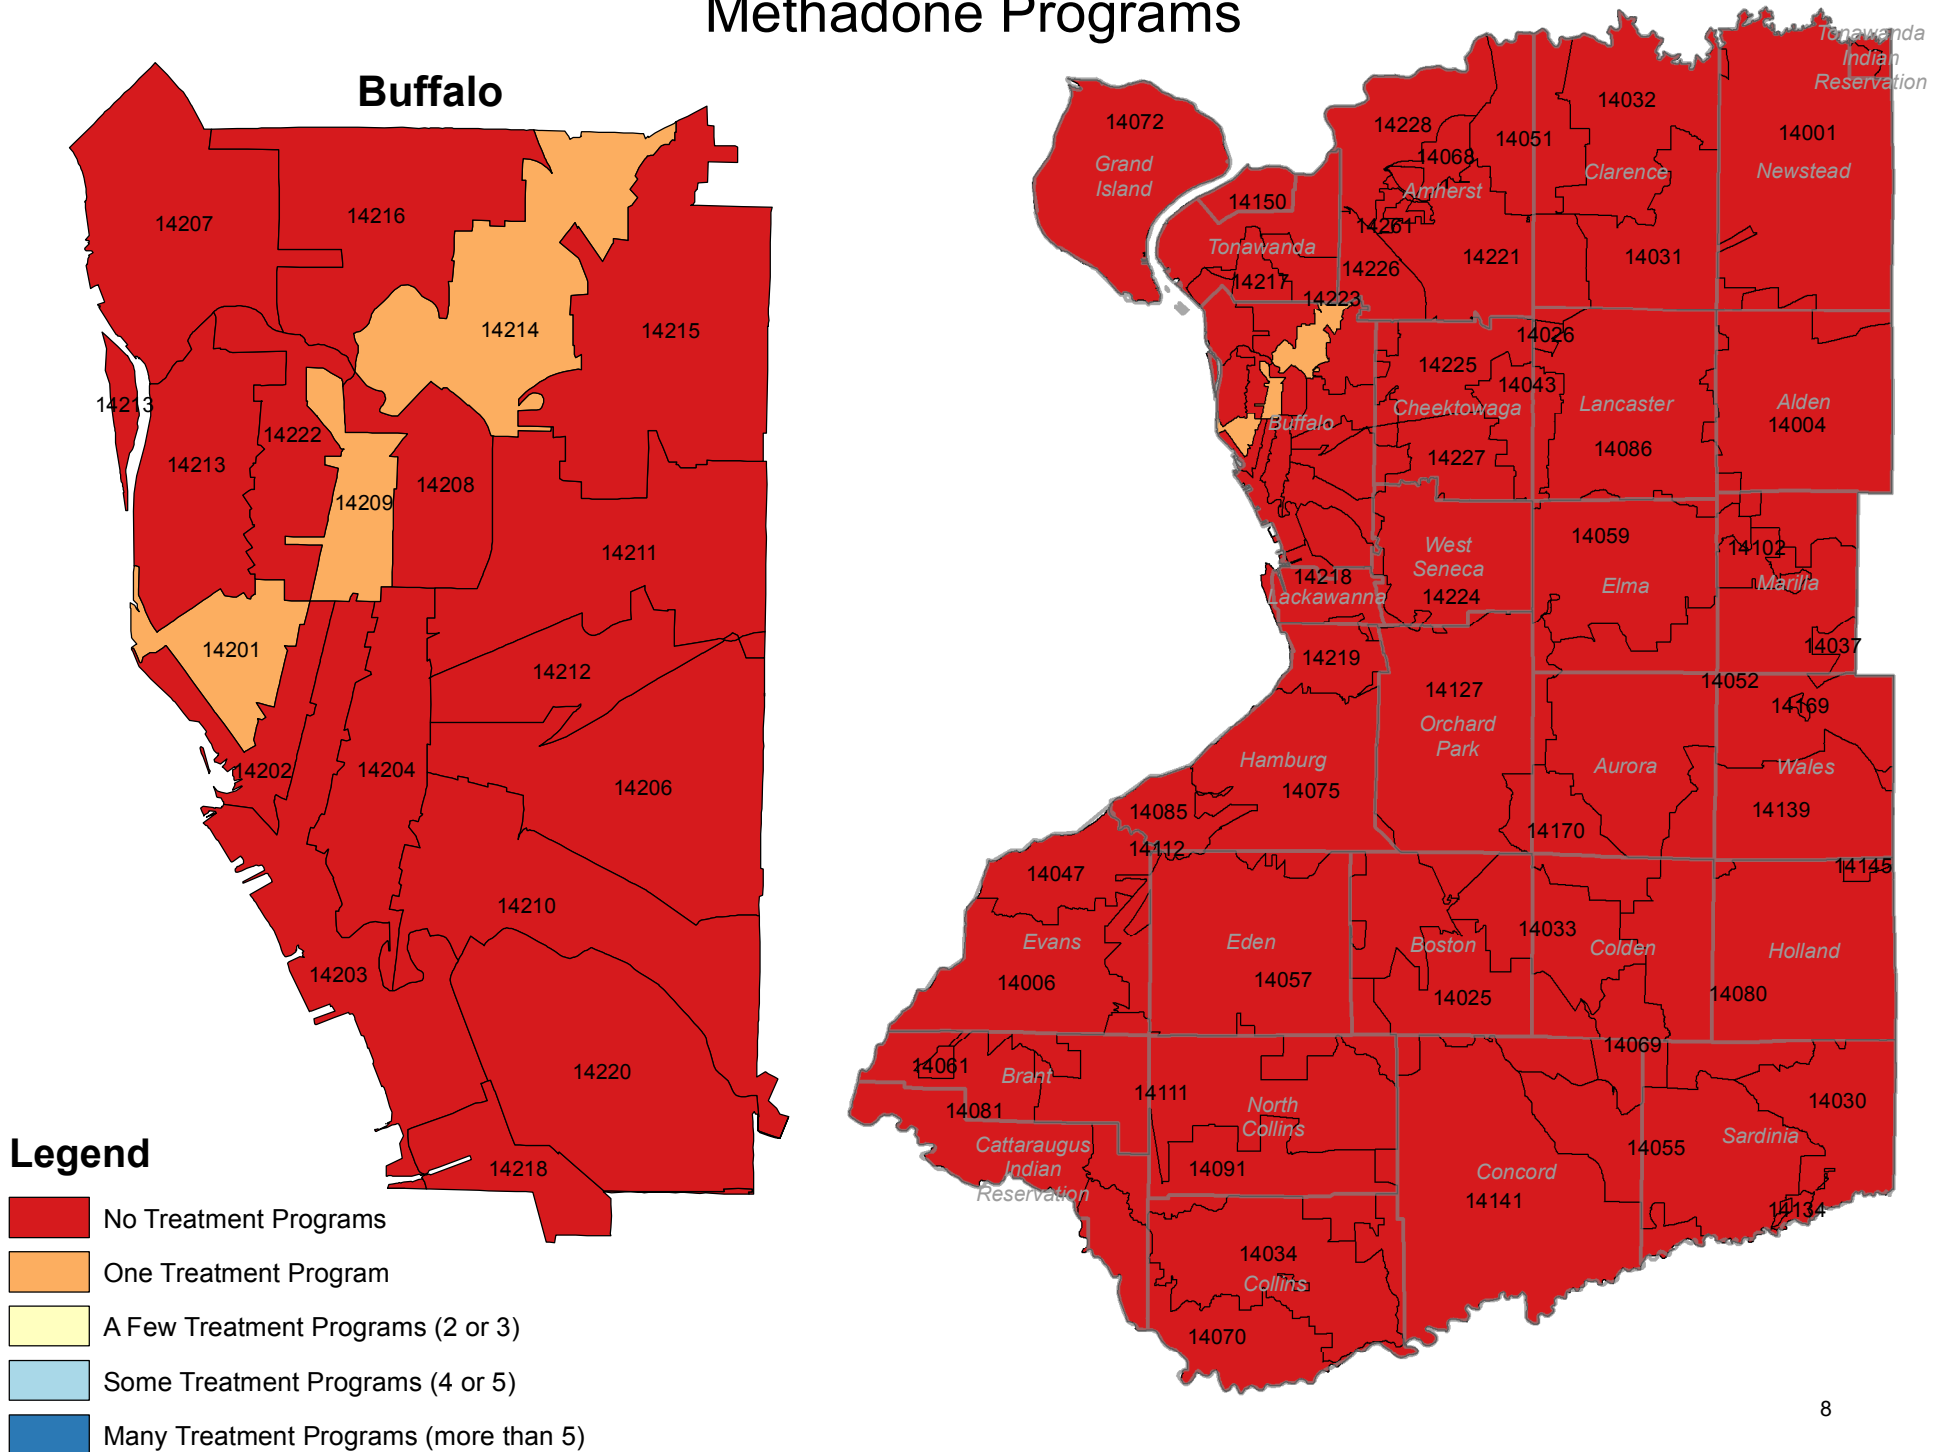 Methadone Programs
Buffalo
14207
14216
14214
14215
14213
14213
14222
14209
14208
14211
14201
14212
14202
14204
14206
14210
14203
14220
14218
Legend
No Treatment Programs
One Treatment Program
A Few Treatment Programs (2 or 3)
Some Treatment Programs (4 or 5)
Many Treatment Programs (more than 5)
Tonawanda
Indian
Reservation
14072
Grand
Island
14228
14068
14051
Amherst
14032
Clarence
14001
Newstead
14150
Tonawanda
14261
14226
14221
14031
14217
14223
14026
14225
14043
Cheektowaga
Lancaster
14086
Alden
14004
Buffalo
14227
West
Seneca
14224
14059
Elma
14102
Marilla
14218
Lackawanna
14037
14219
14127
Orchard
Park
14052
14169
Hamburg
14075
Aurora
Wales
14085
14139
14170
14112
14047
14145
Evans
14006
Eden
14057
Boston
14025
14033
Colden
Holland
14080
14069
14061
Brant
14081
14111
North
Collins
14030
Sardinia
14055
Cattaraugus
Indian
Reservation
14091
Concord
14141
14134
14034
Collins
14070
8